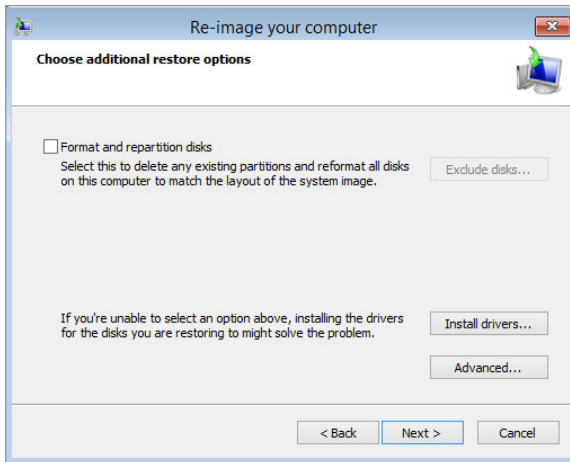 Re-image your computer
Choose additional restore options
Format and repartition disks
Select this to delete any existing partitions and reformat all disks
on this computer to match the layout of the system image.
Exclude disks...
If you're unable to select an option above, installing the drivers
for the disks you are restoring to might solve the problem.
Install drivers...
Advanced...
< Back
Next >
Cancel